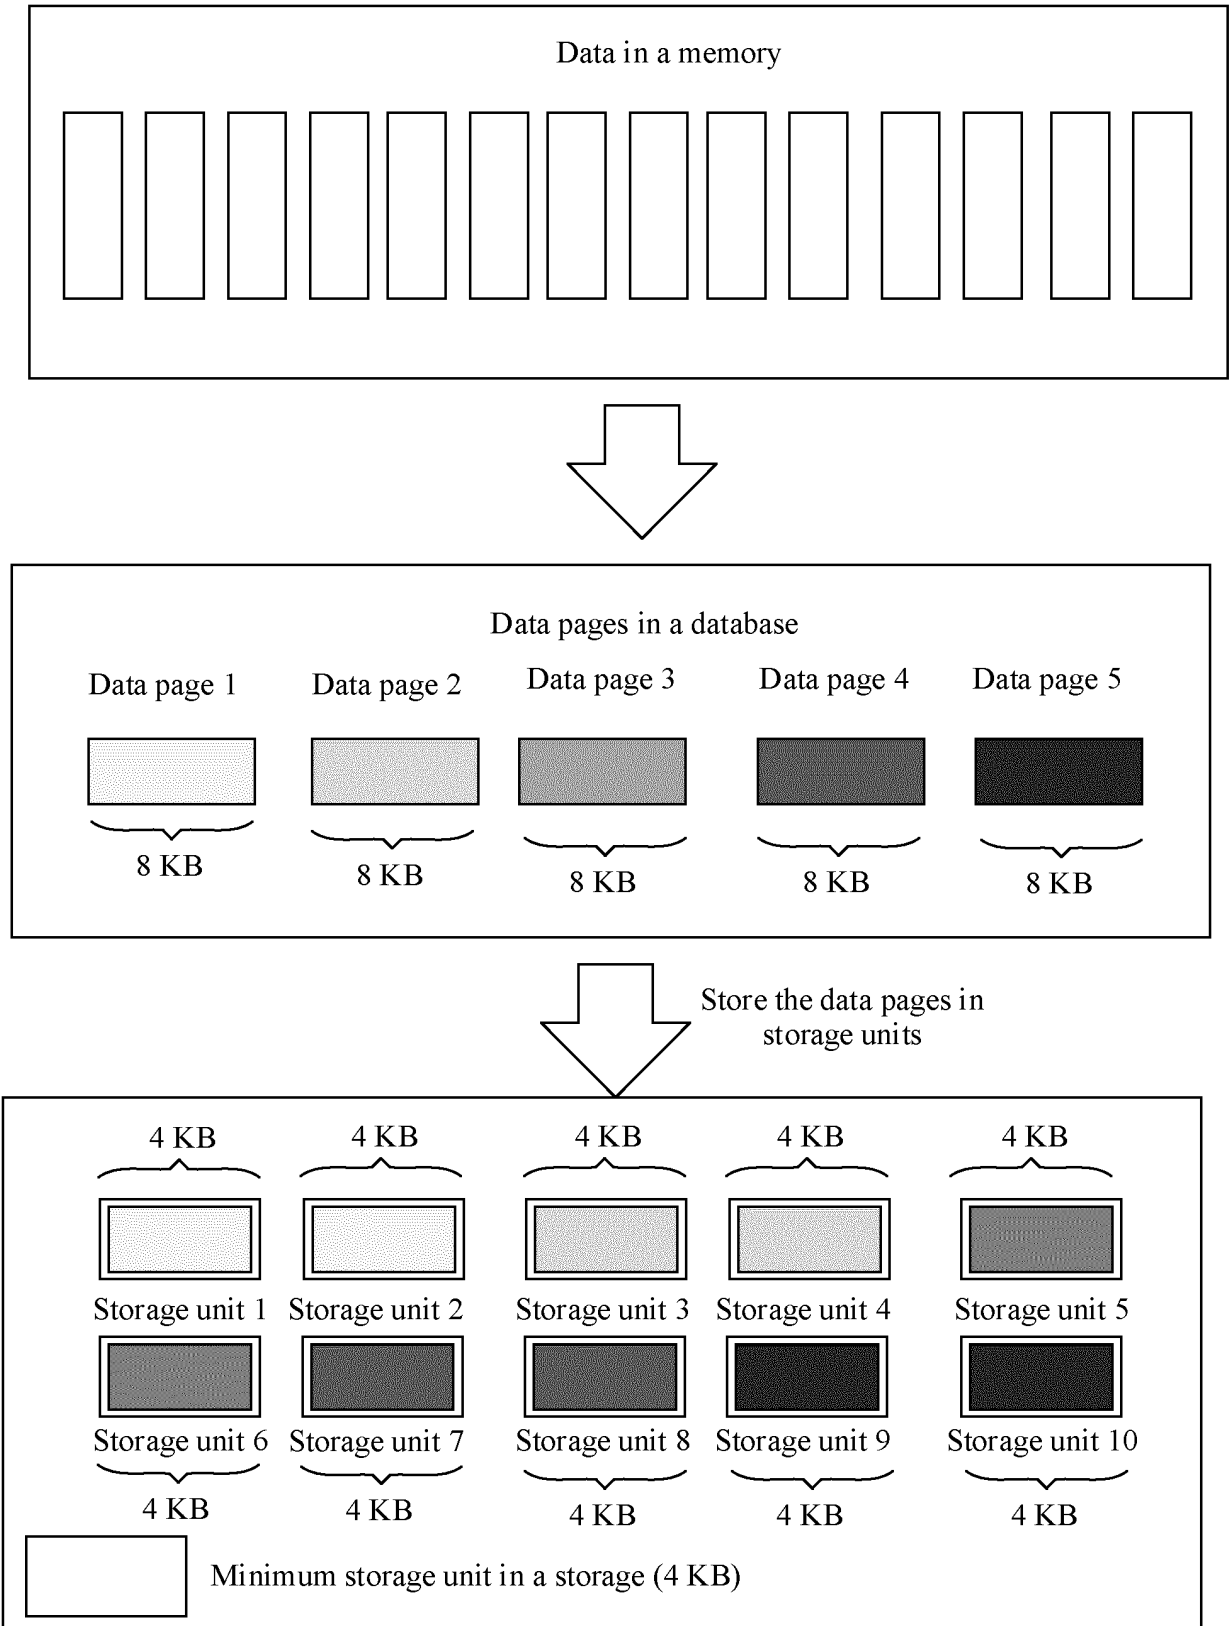 Data in a memory
Data pages in a database
Data page 1
Data page 2
Data page 3
Data page 4
Data page 5
8 KB
8 KB
8 KB
8 KB
8 KB
Store the data pages in
storage units
4 KB
4 KB
4 KB
4 KB
4 KB
Storage unit 1
Storage unit 2
Storage unit 3
Storage unit 4
Storage unit 5
Storage unit 6
Storage unit 7
Storage unit 8
Storage unit 9
Storage unit 10
4 KB
4 KB
4 KB
4 KB
4 KB
Minimum storage unit in a storage (4 KB)